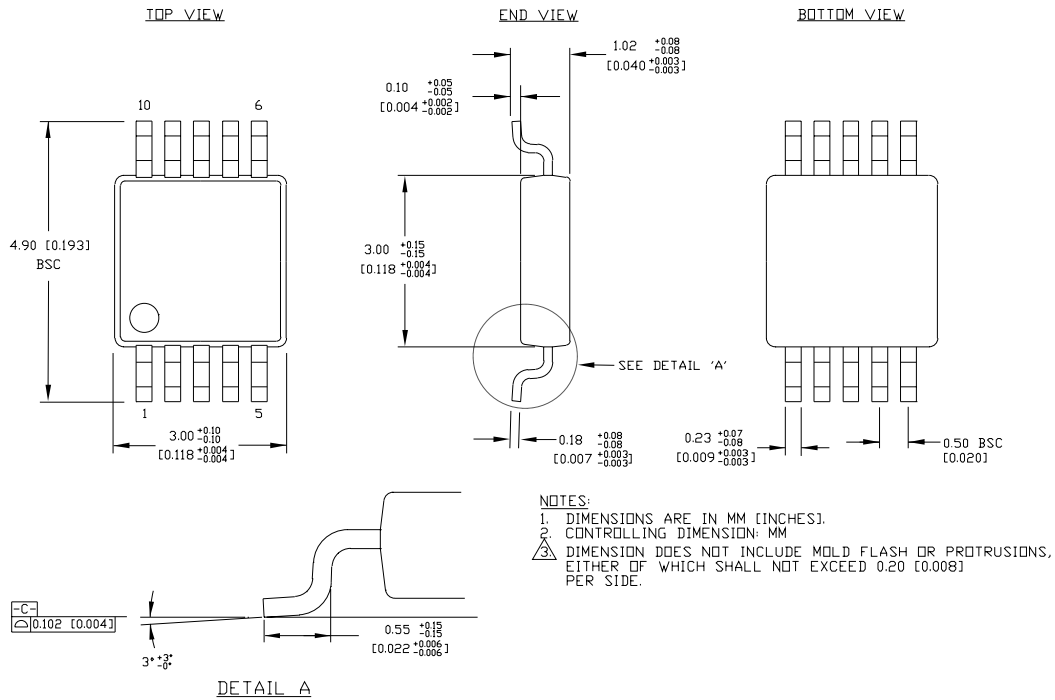 TOP VIEW
END VIEW
BOTTOM VIEW
1.02 +0.08 -0.08
[0.040 +0.003 -0.003]
0.10 +0.05 -0.05
[0.004 +0.002 -0.002]
10 6
4.90 [0.193]
BSC
3.00 +0.15 -0.15
[0.118 +0.004 -0.004]
SEE DETAIL 'A'
1 5
3.00 +0.10 -0.10
[0.118 +0.004 -0.004]
0.18 +0.08 -0.08
[0.007 +0.003 -0.003]
0.23 +0.07 -0.08
[0.009 +0.003 -0.003]
0.50 BSC
[0.020]
NOTES:
1. DIMENSIONS ARE IN MM [INCHES].
2. CONTROLLING DIMENSION: MM
3. DIMENSION DOES NOT INCLUDE MOLD FLASH OR PROTRUSIONS,
EITHER OF WHICH SHALL NOT EXCEED 0.20 [0.008]
PER SIDE.
-C-
0.102 [0.004]
3° +3° -0°
0.55 +0.15 -0.15
[0.022 +0.006 -0.006]
DETAIL A